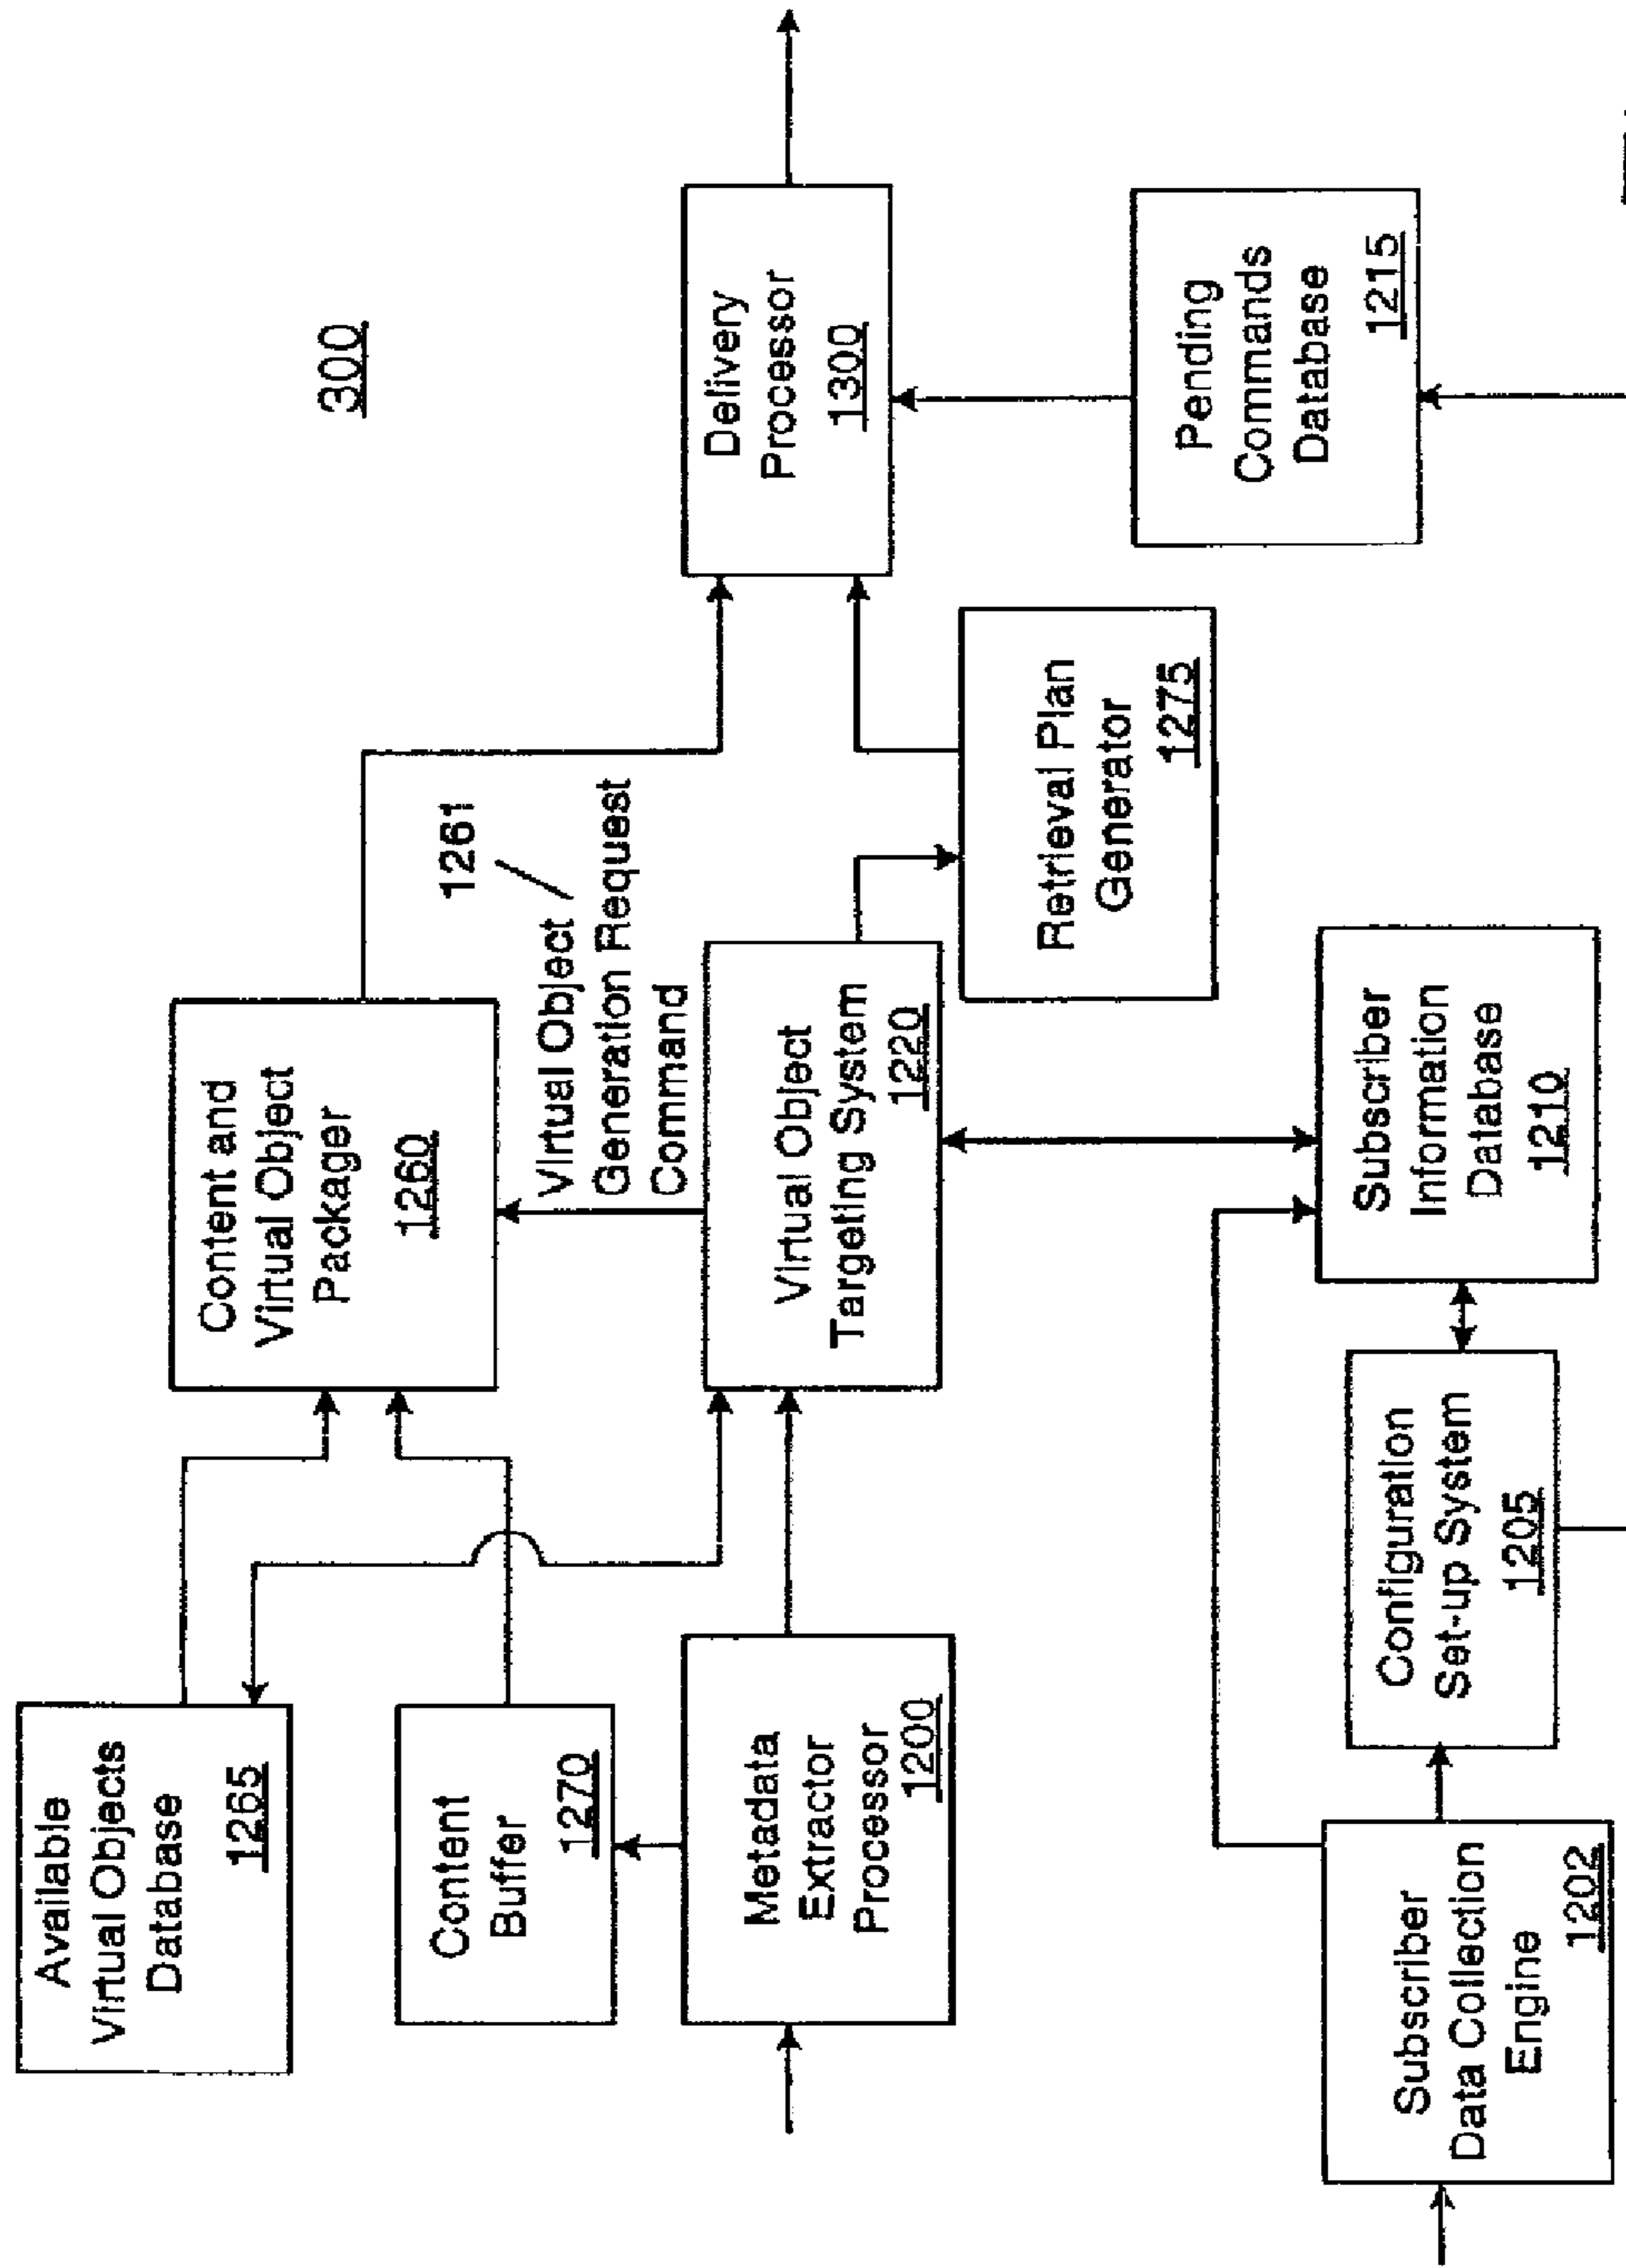 300
Available
Virtual Objects
Database
1265
Content and
Virtual Object
Packager
1260
1261
Virtual Object
Generation Request
Command
Content
Buffer
1270
Metadata
Extractor
Processor
1200
Virtual Object
Targeting System
1220
Retrieval Plan
Generator
1275
Delivery
Processor
1300
Subscriber
Data Collection
Engine
1202
Configuration
Set-up System
1205
Subscriber
Information
Database
1210
Pending
Commands
Database
1215